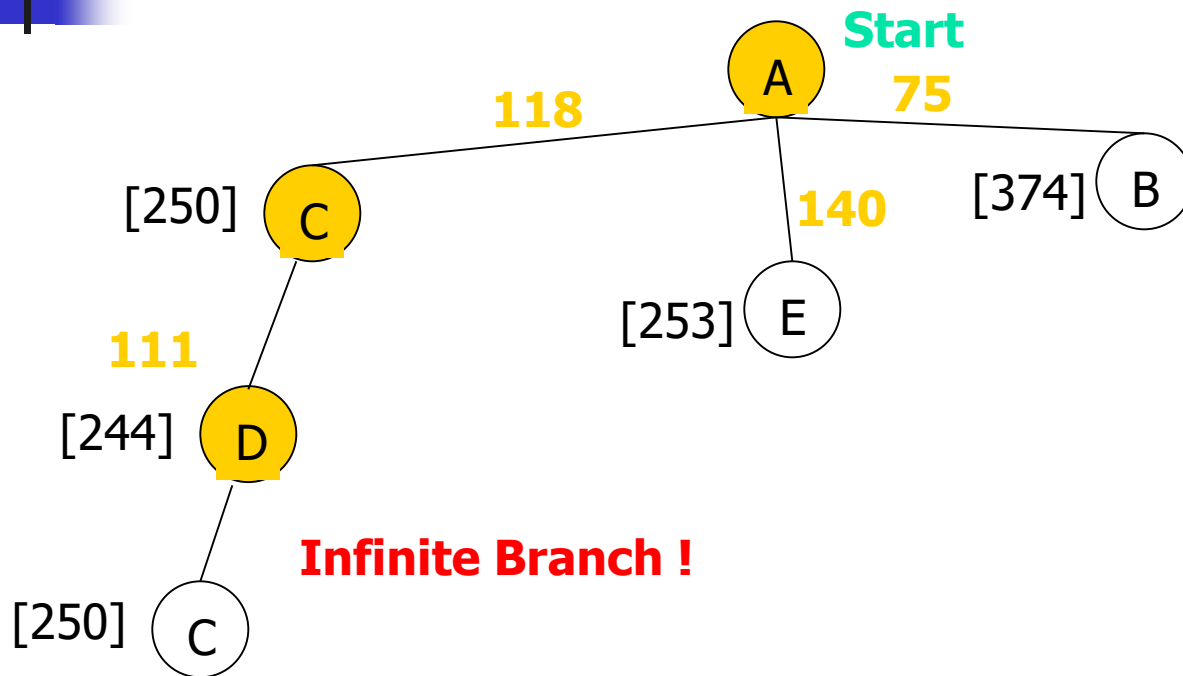 Start
A
75
118
[250]
C
140
[374]
B
[253]
E
111
[244]
D
Infinite Branch !
[250]
C